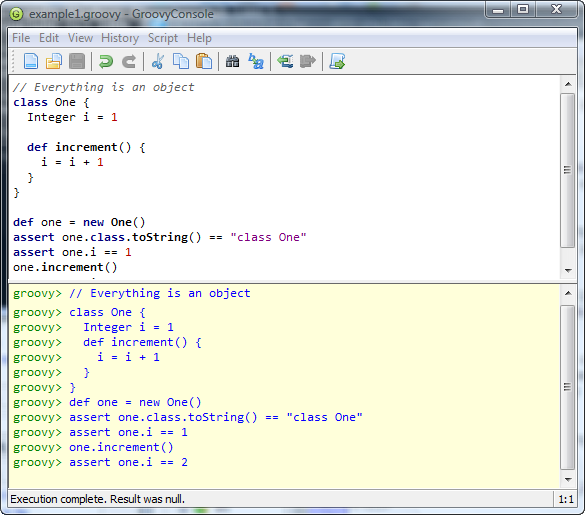 example1.groovy - GroovyConsole
File Edit View History Script Help
// Everything is an object
class One {
  Integer i = 1
  def increment() {
    i = i + 1
  }
}
def one = new One()
assert one.class.toString() == "class One"
assert one.i == 1
one.increment()
groovy> // Everything is an object
groovy> class One {
groovy>   Integer i = 1
groovy>   def increment() {
groovy>     i = i + 1
groovy>   }
groovy> }
groovy> def one = new One()
groovy> assert one.class.toString() == "class One"
groovy> assert one.i == 1
groovy> one.increment()
groovy> assert one.i == 2
Execution complete. Result was null.
1:1